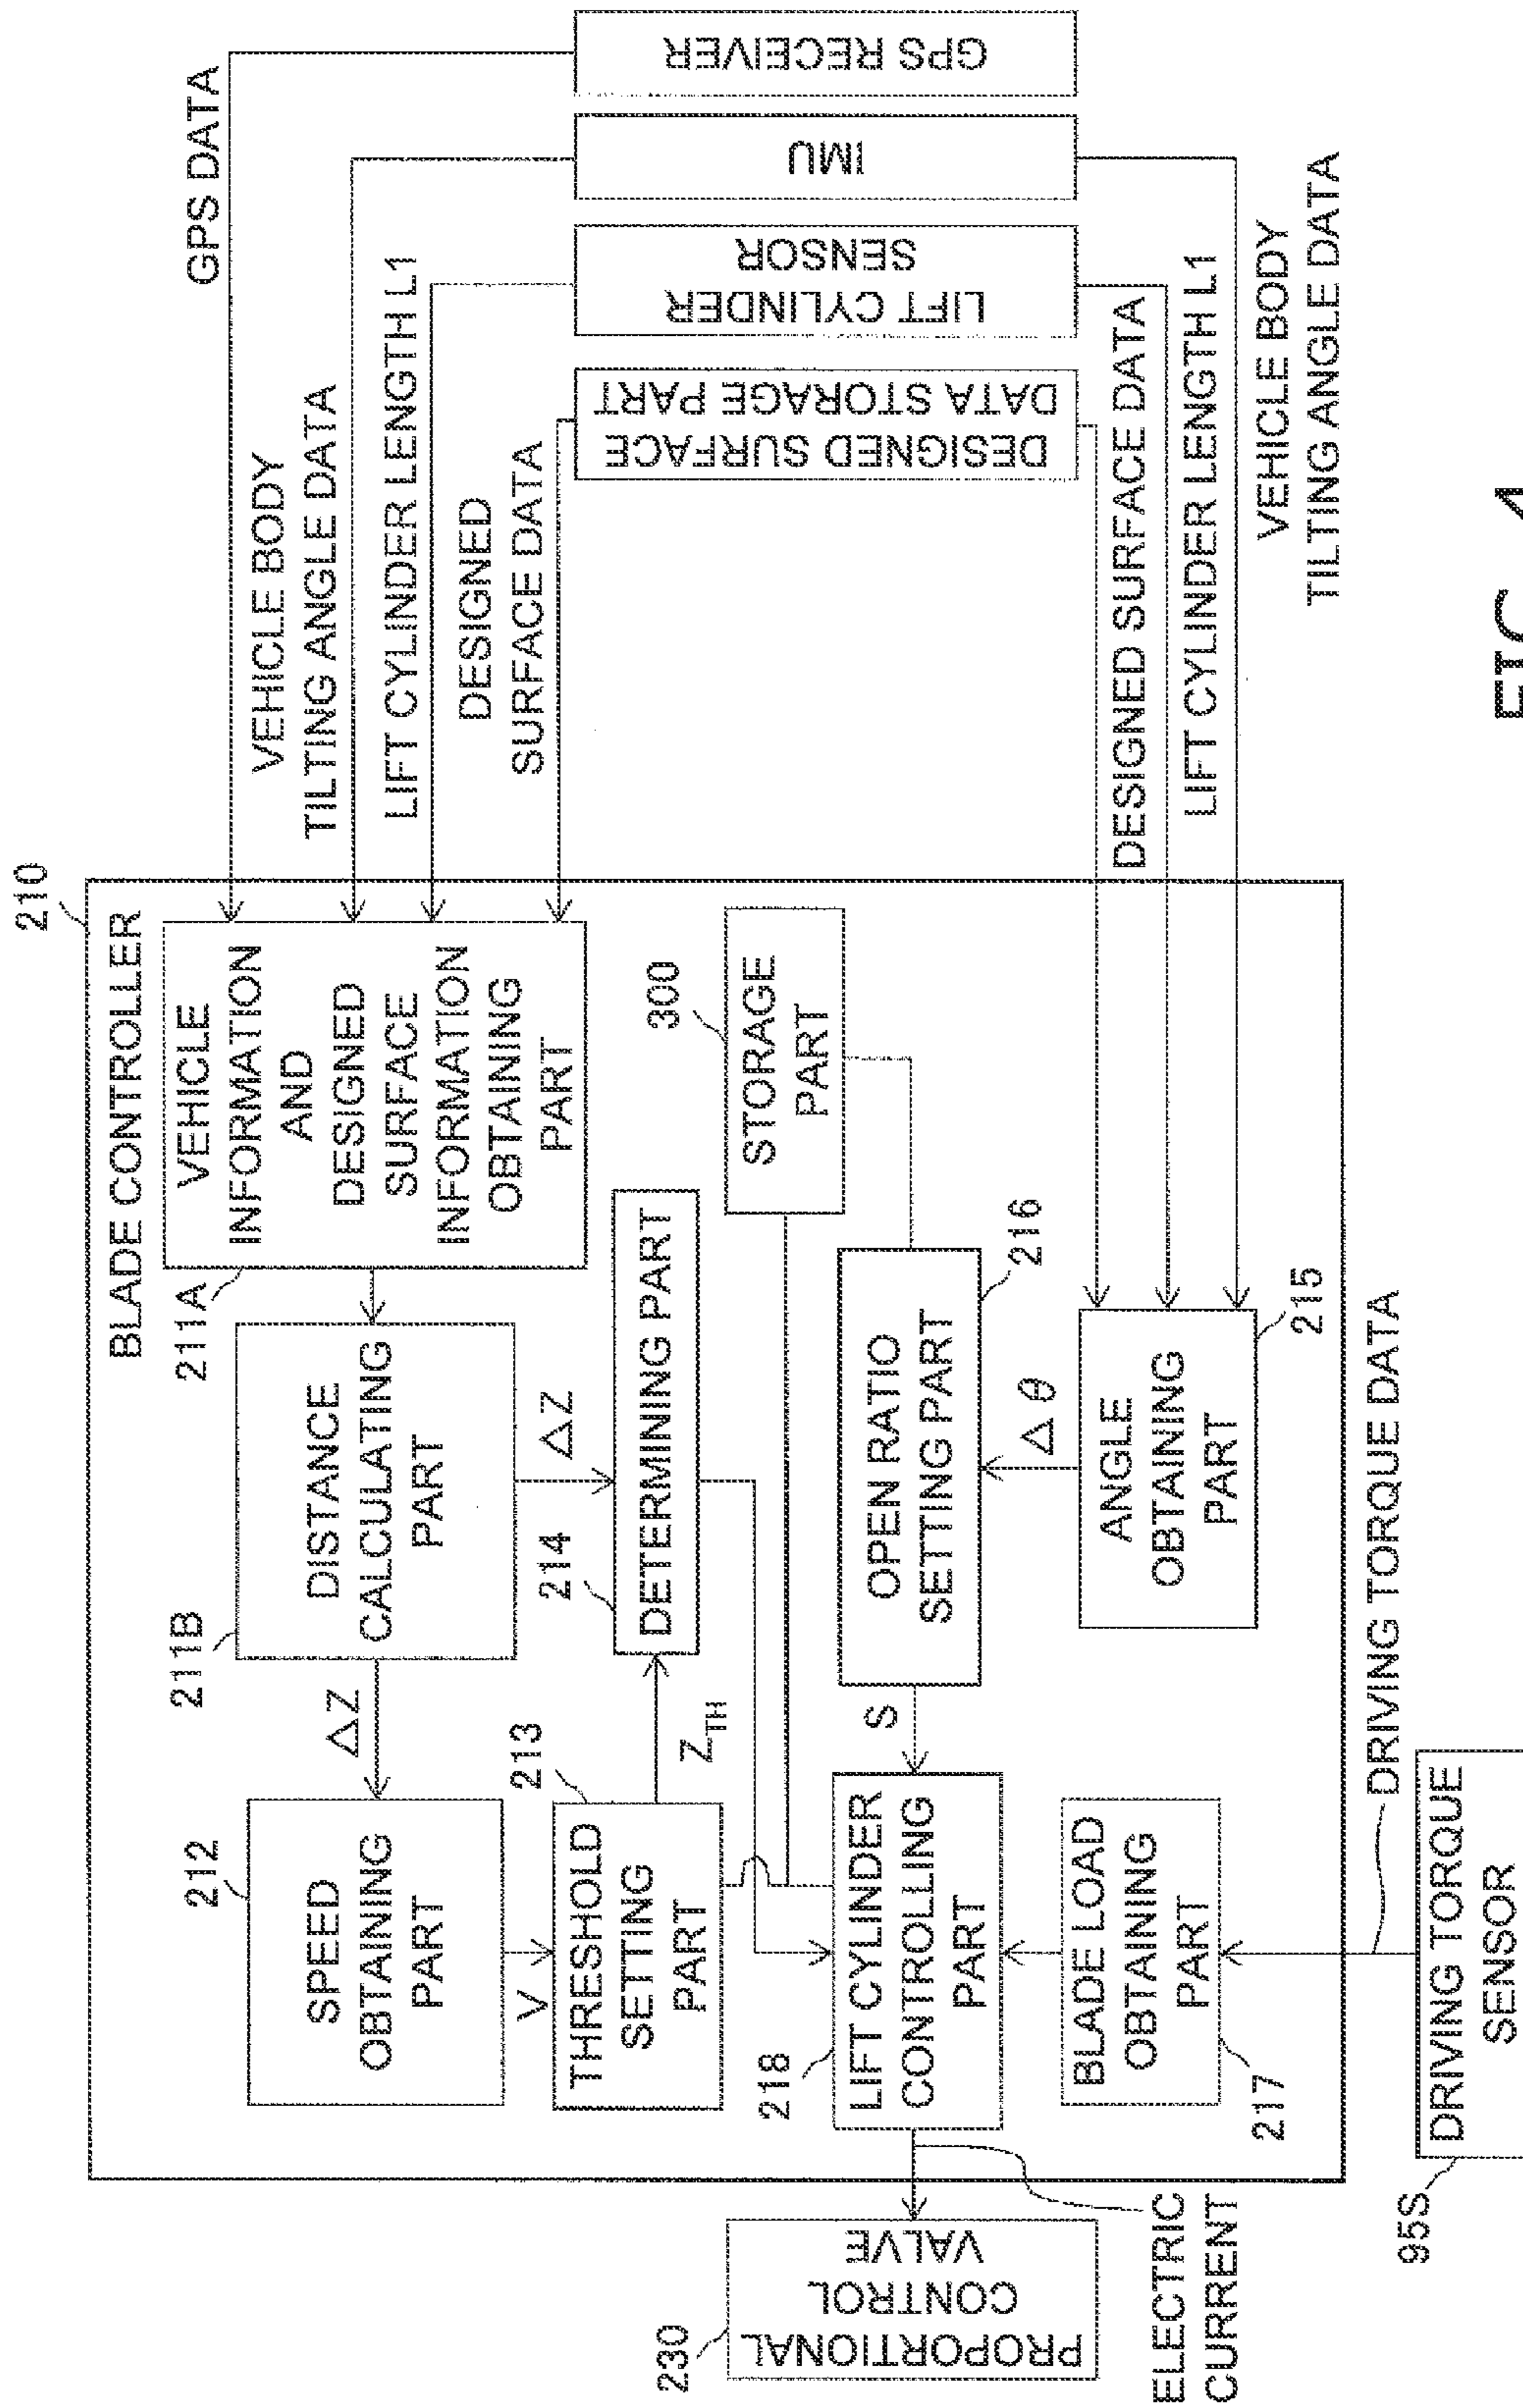 210
BLADE CONTROLLER
GPS DATA
VEHICLE BODY
TILTING ANGLE DATA
LIFT CYLINDER LENGTH L1
DESIGNED
SURFACE DATA
GPS RECEIVER
IMU
LIFT CYLINDER
SENSOR
DESIGNED SURFACE
DATA STORAGE PART
VEHICLE
INFORMATION
AND
DESIGNED
SURFACE
INFORMATION
OBTAINING
PART
211A
DISTANCE
CALCULATING
PART
211B
ΔZ
ΔZ
SPEED
OBTAINING
PART
212
V
THRESHOLD
SETTING
PART
213
Z_TH
DETERMINING PART
214
STORAGE
PART
300
OPEN RATIO
SETTING PART
216
S
Δθ
ANGLE
OBTAINING
PART
215
DESIGNED SURFACE DATA
LIFT CYLINDER LENGTH L1
VEHICLE BODY
TILTING ANGLE DATA
LIFT CYLINDER
CONTROLLING
PART
218
BLADE LOAD
OBTAINING
PART
217
DRIVING TORQUE DATA
DRIVING TORQUE
SENSOR
95S
PROPORTIONAL
CONTROL
VALVE
230
ELECTRIC
CURRENT